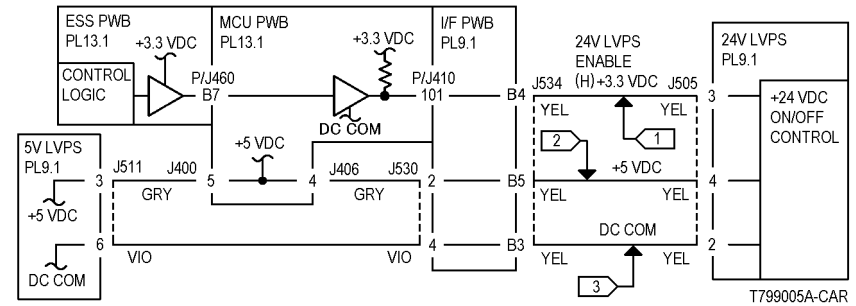 ESS PWB
PL13.1
MCU PWB
PL13.1
I/F PWB
PL9.1
24V LVPS
ENABLE
(H) +3.3 VDC
24V LVPS
PL9.1
+3.3 VDC
+3.3 VDC
CONTROL
LOGIC
P/J460
B7
P/J410
101
B4
J534
J505
3
YEL
YEL
+24 VDC
ON/OFF
CONTROL
DC COM
1
2
5V LVPS
PL9.1
+5 VDC
3
J511
J400
5
4
J406
J530
2
B5
+5 VDC
4
GRY
GRY
YEL
YEL
+5 VDC
6
4
B3
DC COM
2
DC COM
VIO
VIO
YEL
YEL
3
T799005A-CAR